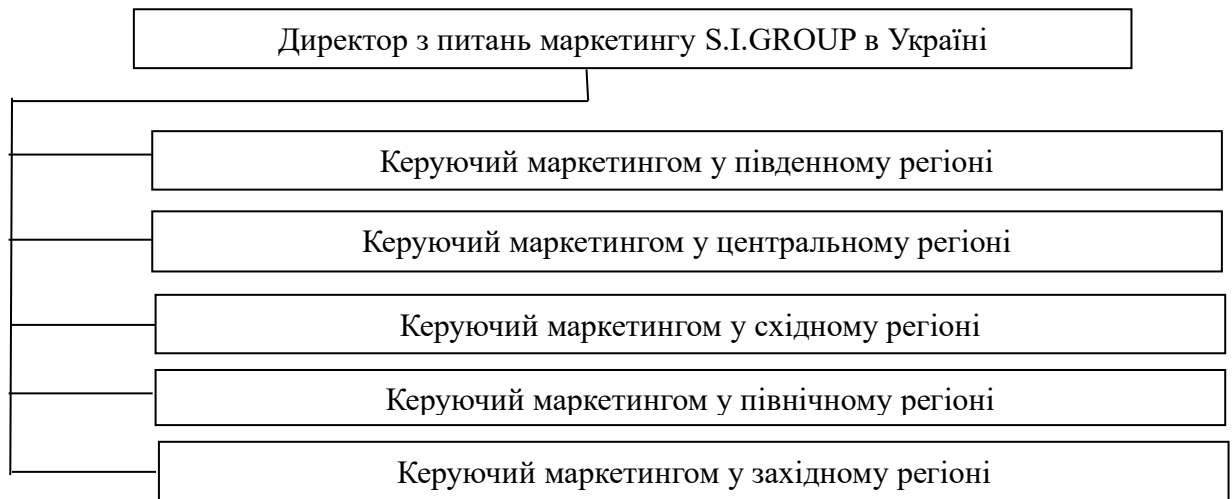 Директор з питань маркетингу S.I.GROUP в Україні
Керуючий маркетингом у південному регіоні
Керуючий маркетингом у центральному регіоні
Керуючий маркетингом у східному регіоні
Керуючий маркетингом у північному регіоні
Керуючий маркетингом у західному регіоні